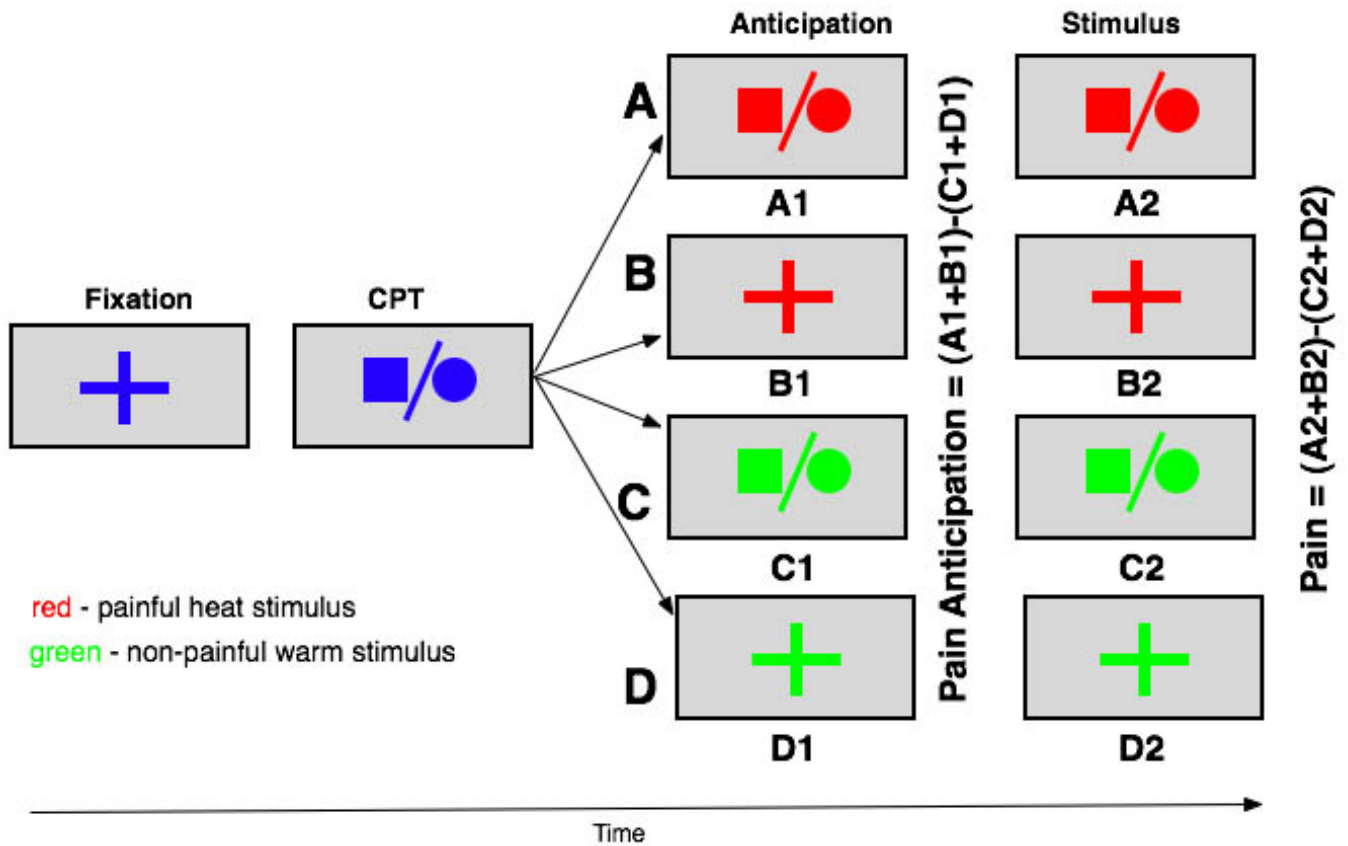 Anticipation
Stimulus
A
A1
A2
B
B1
B2
Fixation
CPT
C
C1
C2
D
D1
D2
Pain Anticipation = (A1+B1)-(C1+D1)
Pain = (A2+B2)-(C2+D2)
red - painful heat stimulus
green - non-painful warm stimulus
Time